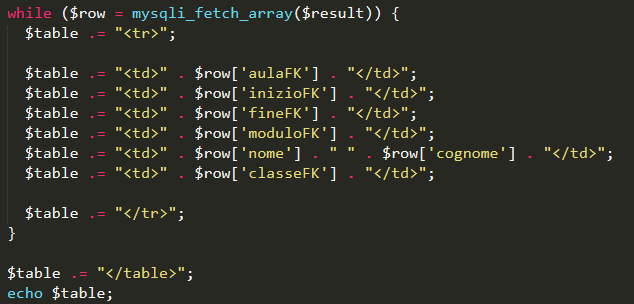 while ($row = mysqli_fetch_array($result)) {
$table .= "<tr>";
$table .= "<td>" . $row['aulaFK'] . "</td>";
$table .= "<td>" . $row['inizioFK'] . "</td>";
$table .= "<td>" . $row['fineFK'] . "</td>";
$table .= "<td>" . $row['moduloFK'] . "</td>";
$table .= "<td>" . $row['nome'] . " " . $row['cognome'] . "</td>";
$table .= "<td>" . $row['classeFK'] . "</td>";
$table .= "</tr>";
}
$table .= "</table>";
echo $table;